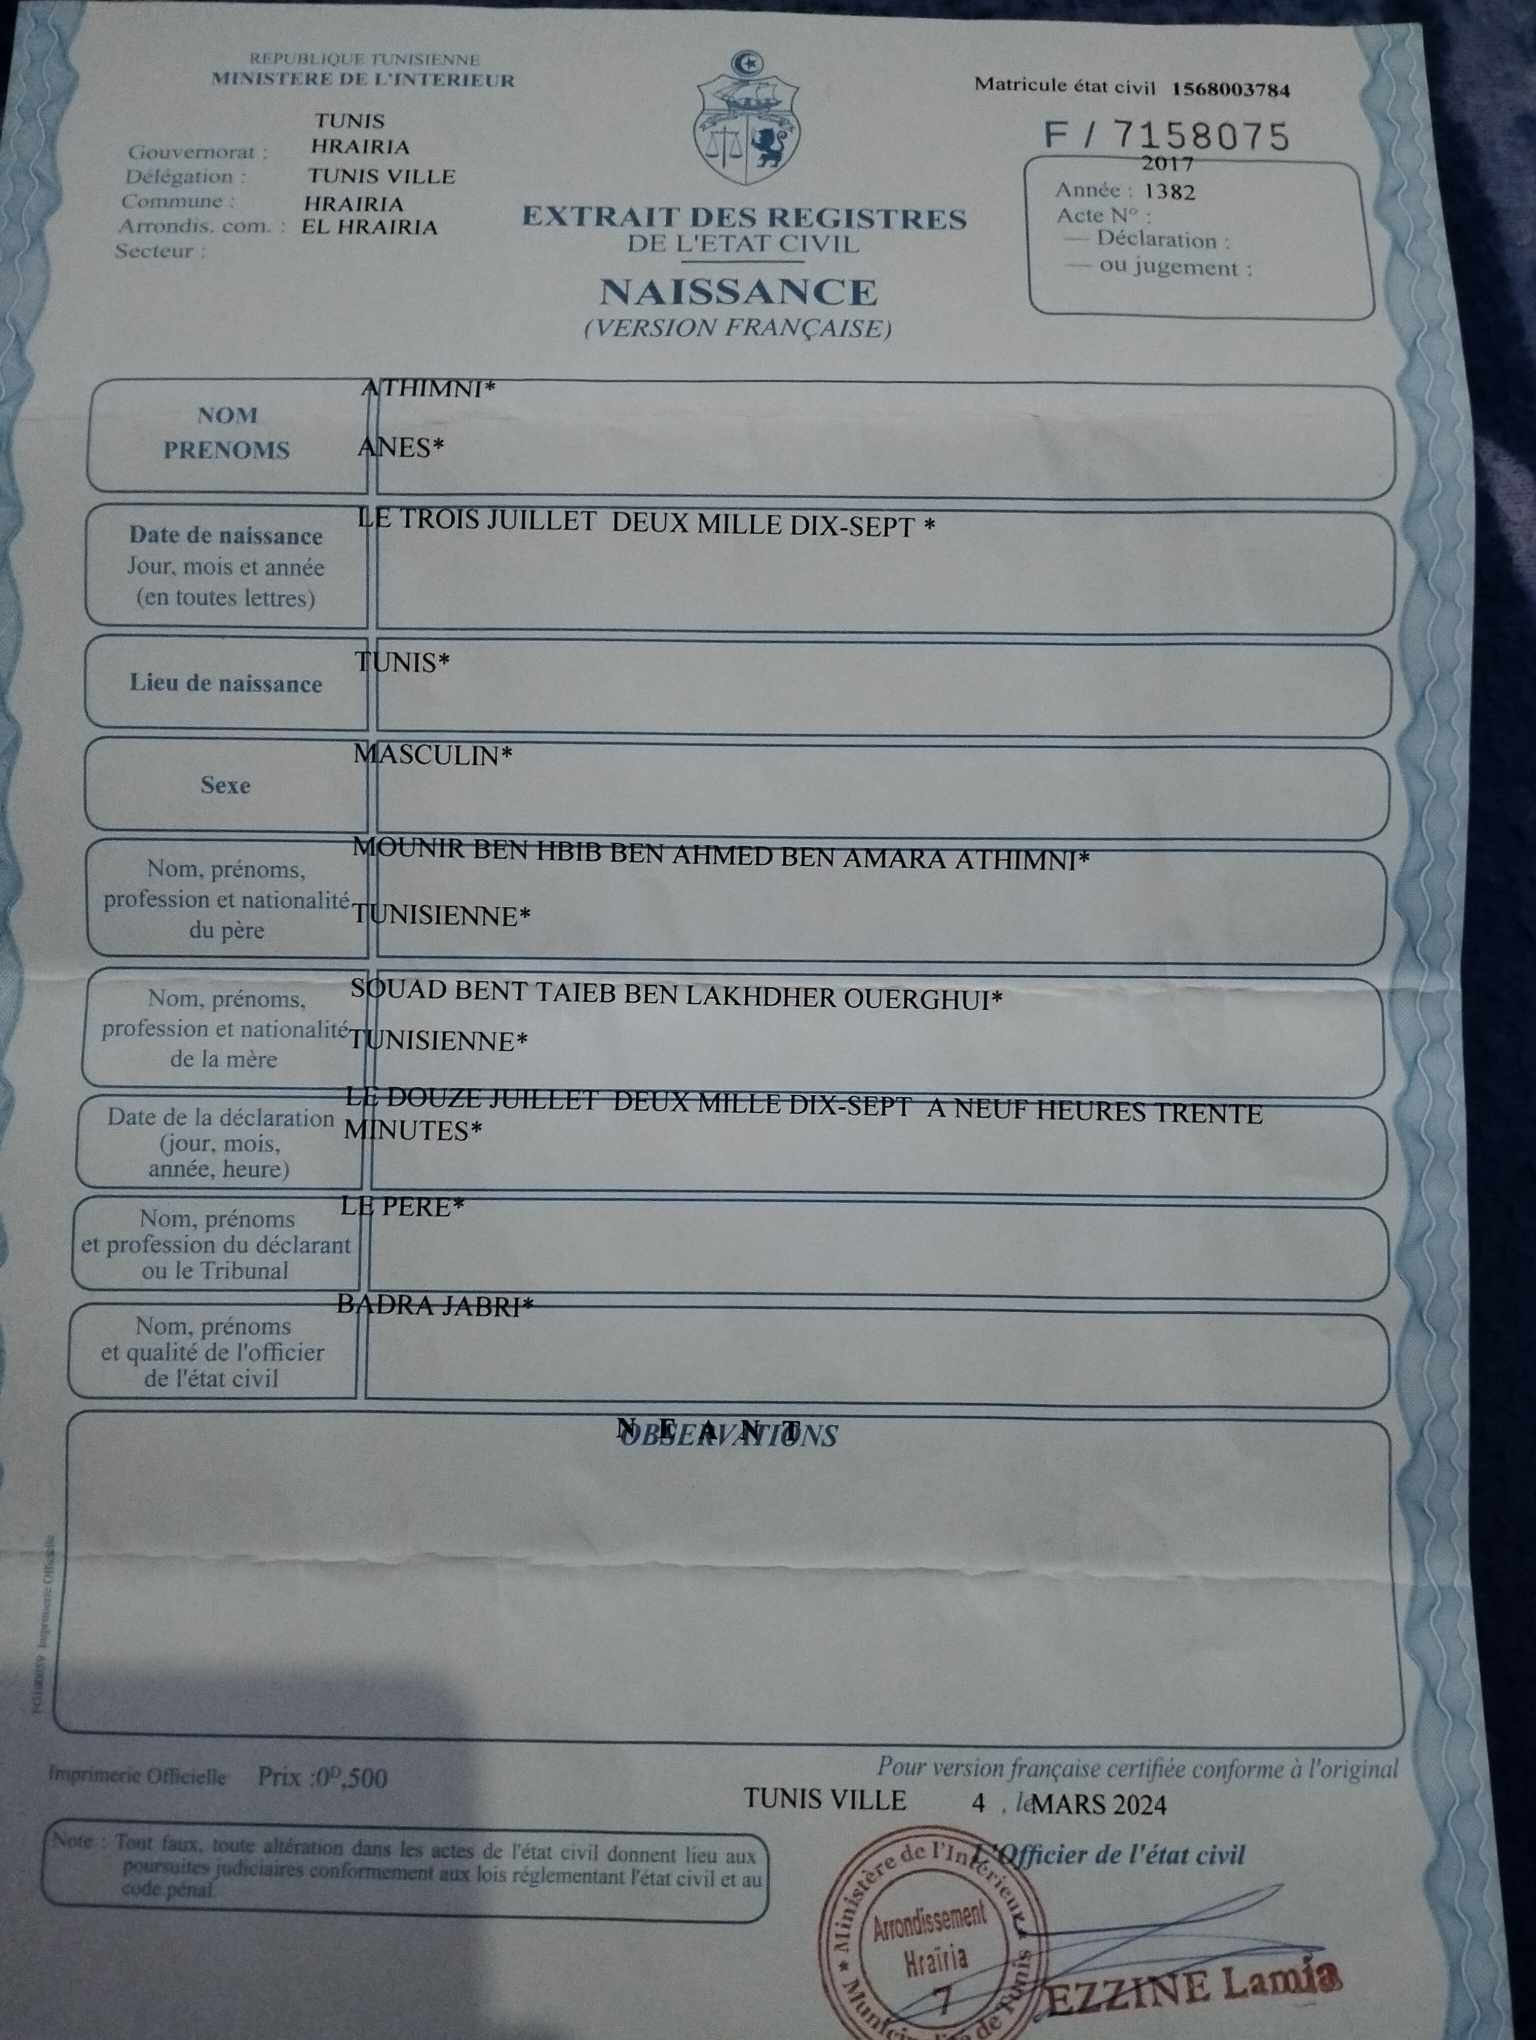 REPUBLIQUE TUNISIENNE
MINISTERE DE L'INTERIEUR
TUNIS
Gouvernorat : HRAIRIA
Délégation : TUNIS VILLE
Commune : HRAIRIA
Arrondis. com. : EL HRAIRIA
Secteur :
EXTRAIT DES REGISTRES
DE L'ETAT CIVIL
NAISSANCE
(VERSION FRANÇAISE)
Matricule état civil 1568003784
F / 7158075
2017
Année : 1382
Acte N° :
— Déclaration :
— ou jugement :
NOM
PRENOMS
ATHIMNI*
ANES*
Date de naissance
Jour, mois et année
(en toutes lettres)
LE TROIS JUILLET DEUX MILLE DIX-SEPT *
Lieu de naissance
TUNIS*
Sexe
MASCULIN*
Nom, prénoms,
profession et nationalité
du père
MOUNIR BEN HBIB BEN AHMED BEN AMARA ATHIMNI*
TUNISIENNE*
Nom, prénoms,
profession et nationalité
de la mère
SOUAD BENT TAIEB BEN LAKHDHER OUERGHUI*
TUNISIENNE*
Date de la déclaration
(jour, mois,
année, heure)
LE DOUZE JUILLET DEUX MILLE DIX-SEPT A NEUF HEURES TRENTE
MINUTES*
Nom, prénoms
et profession du déclarant
ou le Tribunal
LE PERE*
Nom, prénoms
et qualité de l'officier
de l'état civil
BADRA JABRI*
N E A N T
OBSERVATIONS
Imprimerie Officielle
Imprimerie Officielle Prix :0D,500
Pour version française certifiée conforme à l'original
TUNIS VILLE 4 , le MARS 2024
L'Officier de l'état civil
Note : Tout faux, toute altération dans les actes de l'état civil donnent lieu aux
poursuites judiciaires conformement aux lois réglementant l'état civil et au
code pénal.
Ministère de l'Intérieur
Municipalité de Tunis
Arrondissement
Hraïria
7
EZZINE Lamia